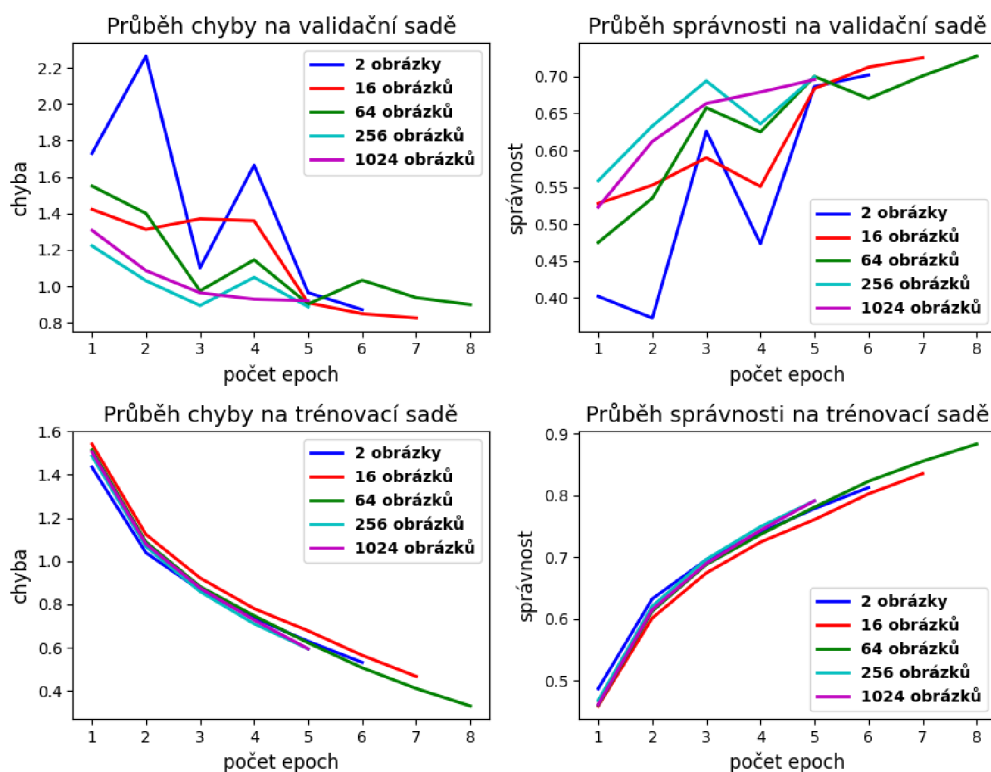 Průběh chyby na validační sadě
2.2
2.0
1.8
1.6
1.4
1.2
1.0
0.8
chyba
2 obrázky
16 obrázků
64 obrázků
256 obrázků
1024 obrázků
1 2 3 4 5 6 7 8
počet epoch
Průběh správnosti na validační sadě
0.70
0.65
0.60
0.55
0.50
0.45
0.40
správnost
2 obrázky
16 obrázků
64 obrázků
256 obrázků
1024 obrázků
1 2 3 4 5 6 7 8
počet epoch
Průběh chyby na trénovací sadě
1.6
1.4
1.2
1.0
0.8
0.6
0.4
chyba
2 obrázky
16 obrázků
64 obrázků
256 obrázků
1024 obrázků
1 2 3 4 5 6 7 8
počet epoch
Průběh správnosti na trénovací sadě
0.9
0.8
0.7
0.6
0.5
správnost
2 obrázky
16 obrázků
64 obrázků
256 obrázků
1024 obrázků
1 2 3 4 5 6 7 8
počet epoch